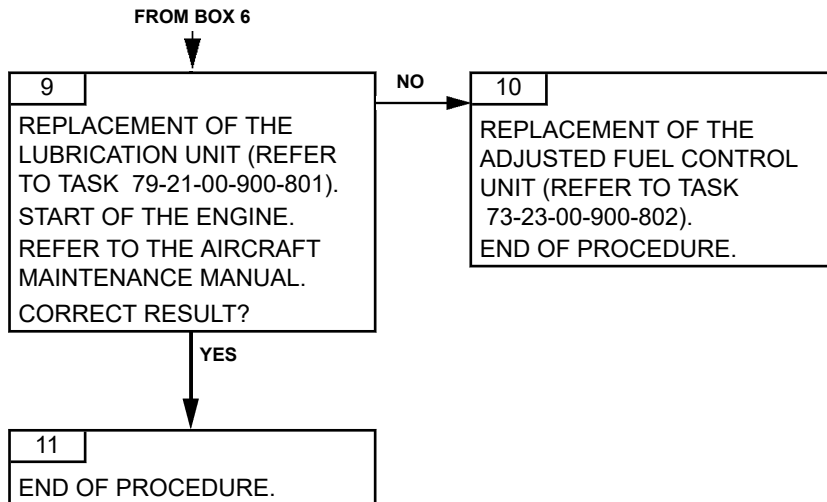 FROM BOX 6
9
REPLACEMENT OF THE
LUBRICATION UNIT (REFER
TO TASK 79-21-00-900-801).
START OF THE ENGINE.
REFER TO THE AIRCRAFT
MAINTENANCE MANUAL.
CORRECT RESULT?
NO
10
REPLACEMENT OF THE
ADJUSTED FUEL CONTROL
UNIT (REFER TO TASK
73-23-00-900-802).
END OF PROCEDURE.
YES
11
END OF PROCEDURE.